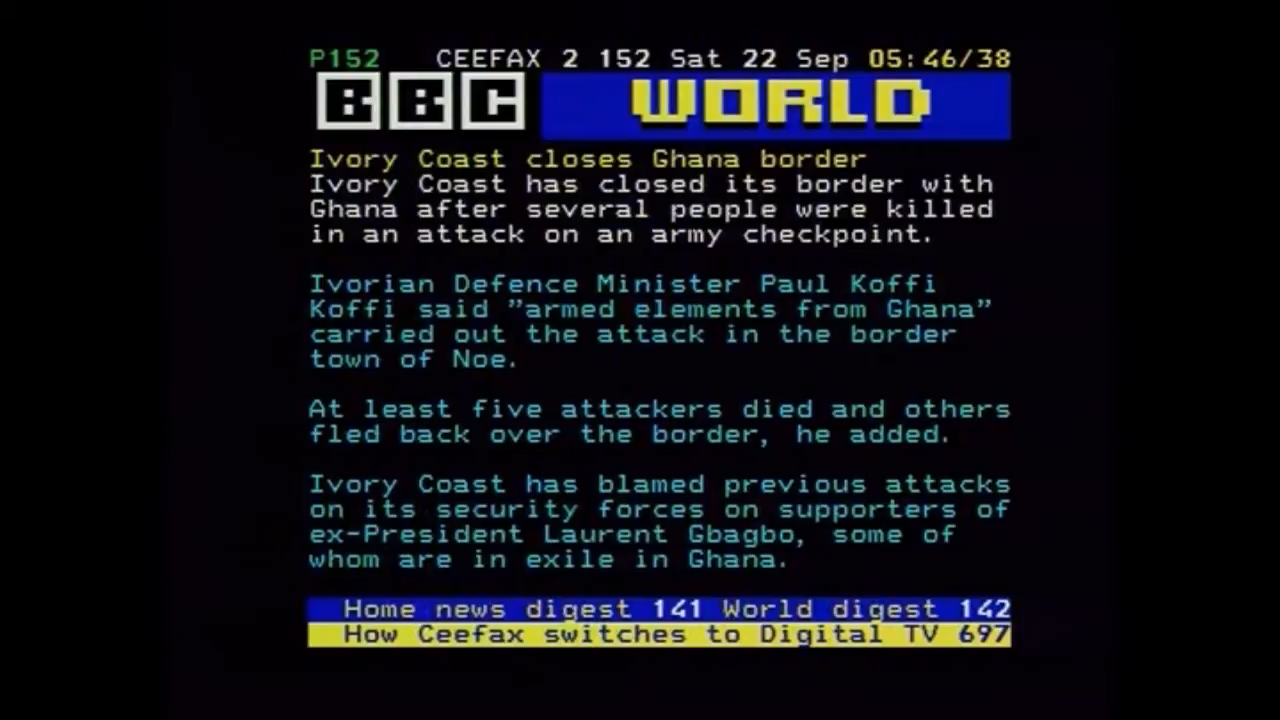 P152 CEEFAX 2 152 Sat 22 Sep 05:46/38
BBC WORLD
Ivory Coast closes Ghana border
Ivory Coast has closed its border with
Ghana after several people were killed
in an attack on an army checkpoint.
Ivorian Defence Minister Paul Koffi
Koffi said "armed elements from Ghana"
carried out the attack in the border
town of Noe.
At least five attackers died and others
fled back over the border, he added.
Ivory Coast has blamed previous attacks
on its security forces on supporters of
ex-President Laurent Gbagbo, some of
whom are in exile in Ghana.
Home news digest 141 World digest 142
How Ceefax switches to Digital TV 697